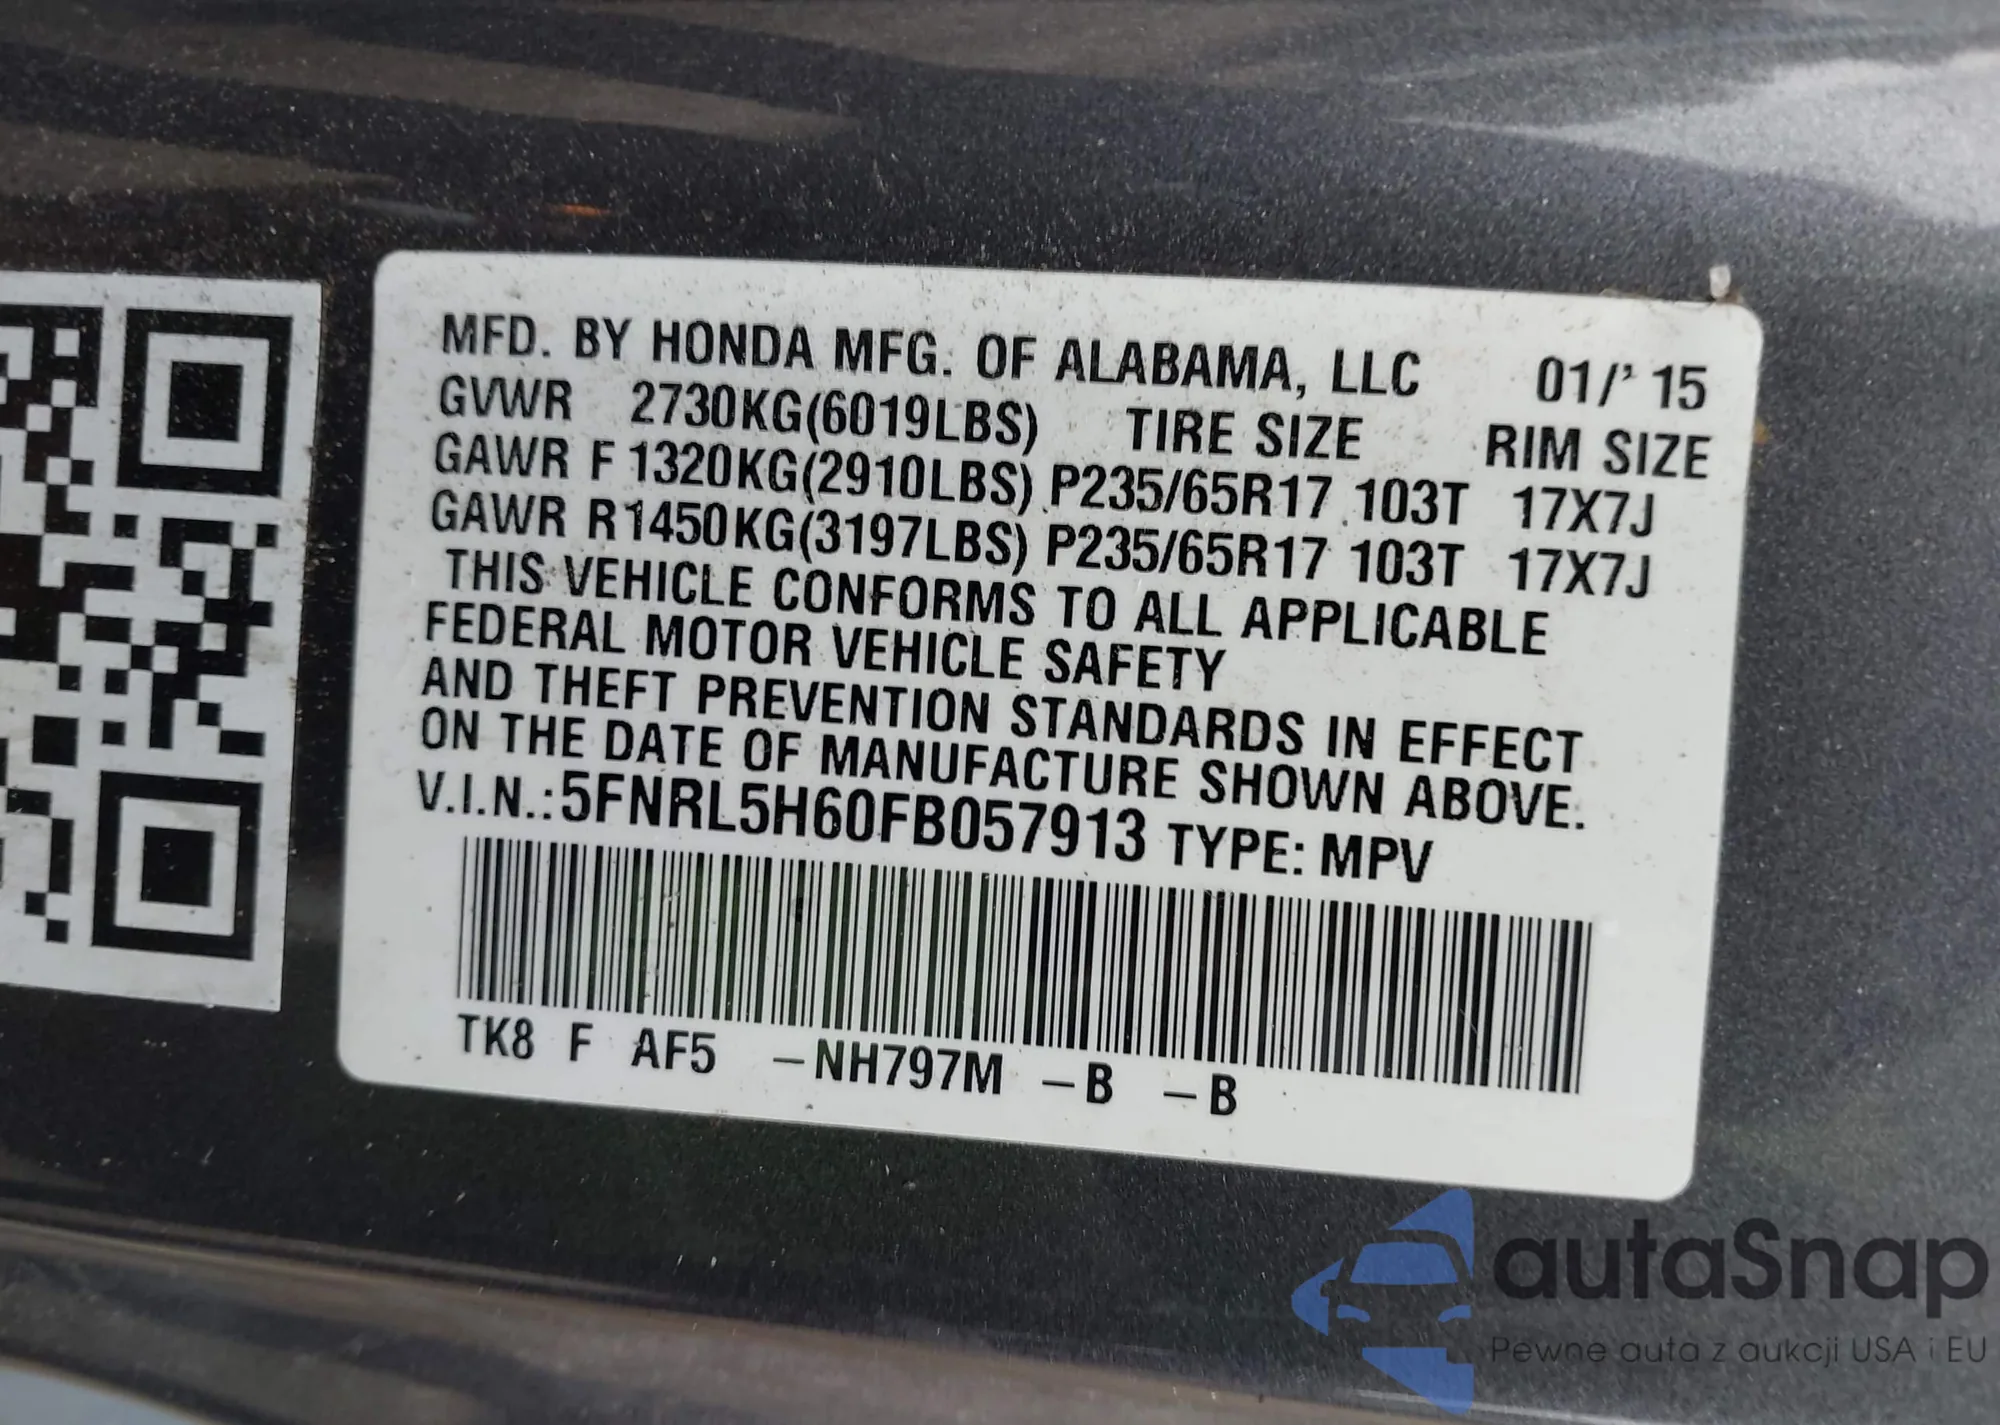 MFD. BY HONDA MFG. OF ALABAMA, LLC 01/'15
GVWR 2730KG(6019LBS) TIRE SIZE RIM SIZE
GAWR F 1320KG(2910LBS) P235/65R17 103T 17X7J
GAWR R1450KG(3197LBS) P235/65R17 103T 17X7J
THIS VEHICLE CONFORMS TO ALL APPLICABLE
FEDERAL MOTOR VEHICLE SAFETY
AND THEFT PREVENTION STANDARDS IN EFFECT
ON THE DATE OF MANUFACTURE SHOWN ABOVE.
V.I.N.:5FNRL5H60FB057913 TYPE: MPV
TK8 F AF5 –NH797M –B –B
autaSnap
Pewne auta z aukcji USA i EU